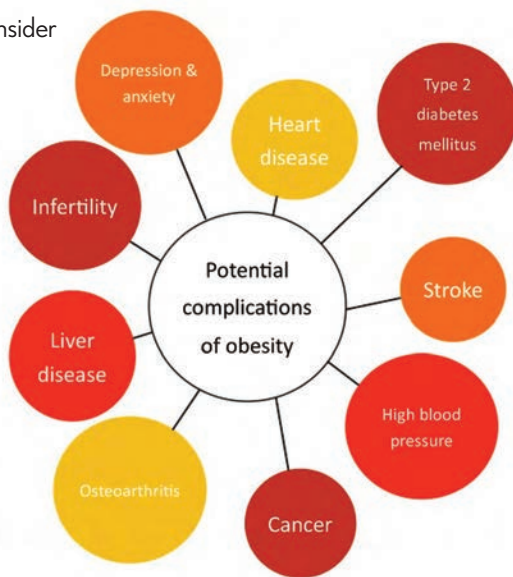 nsider
Depression &
anxiety
Heart
disease
Type 2
diabetes
mellitus
Infertility
Potential
complications
of obesity
Stroke
Liver
disease
High blood
pressure
Osteoarthritis
Cancer